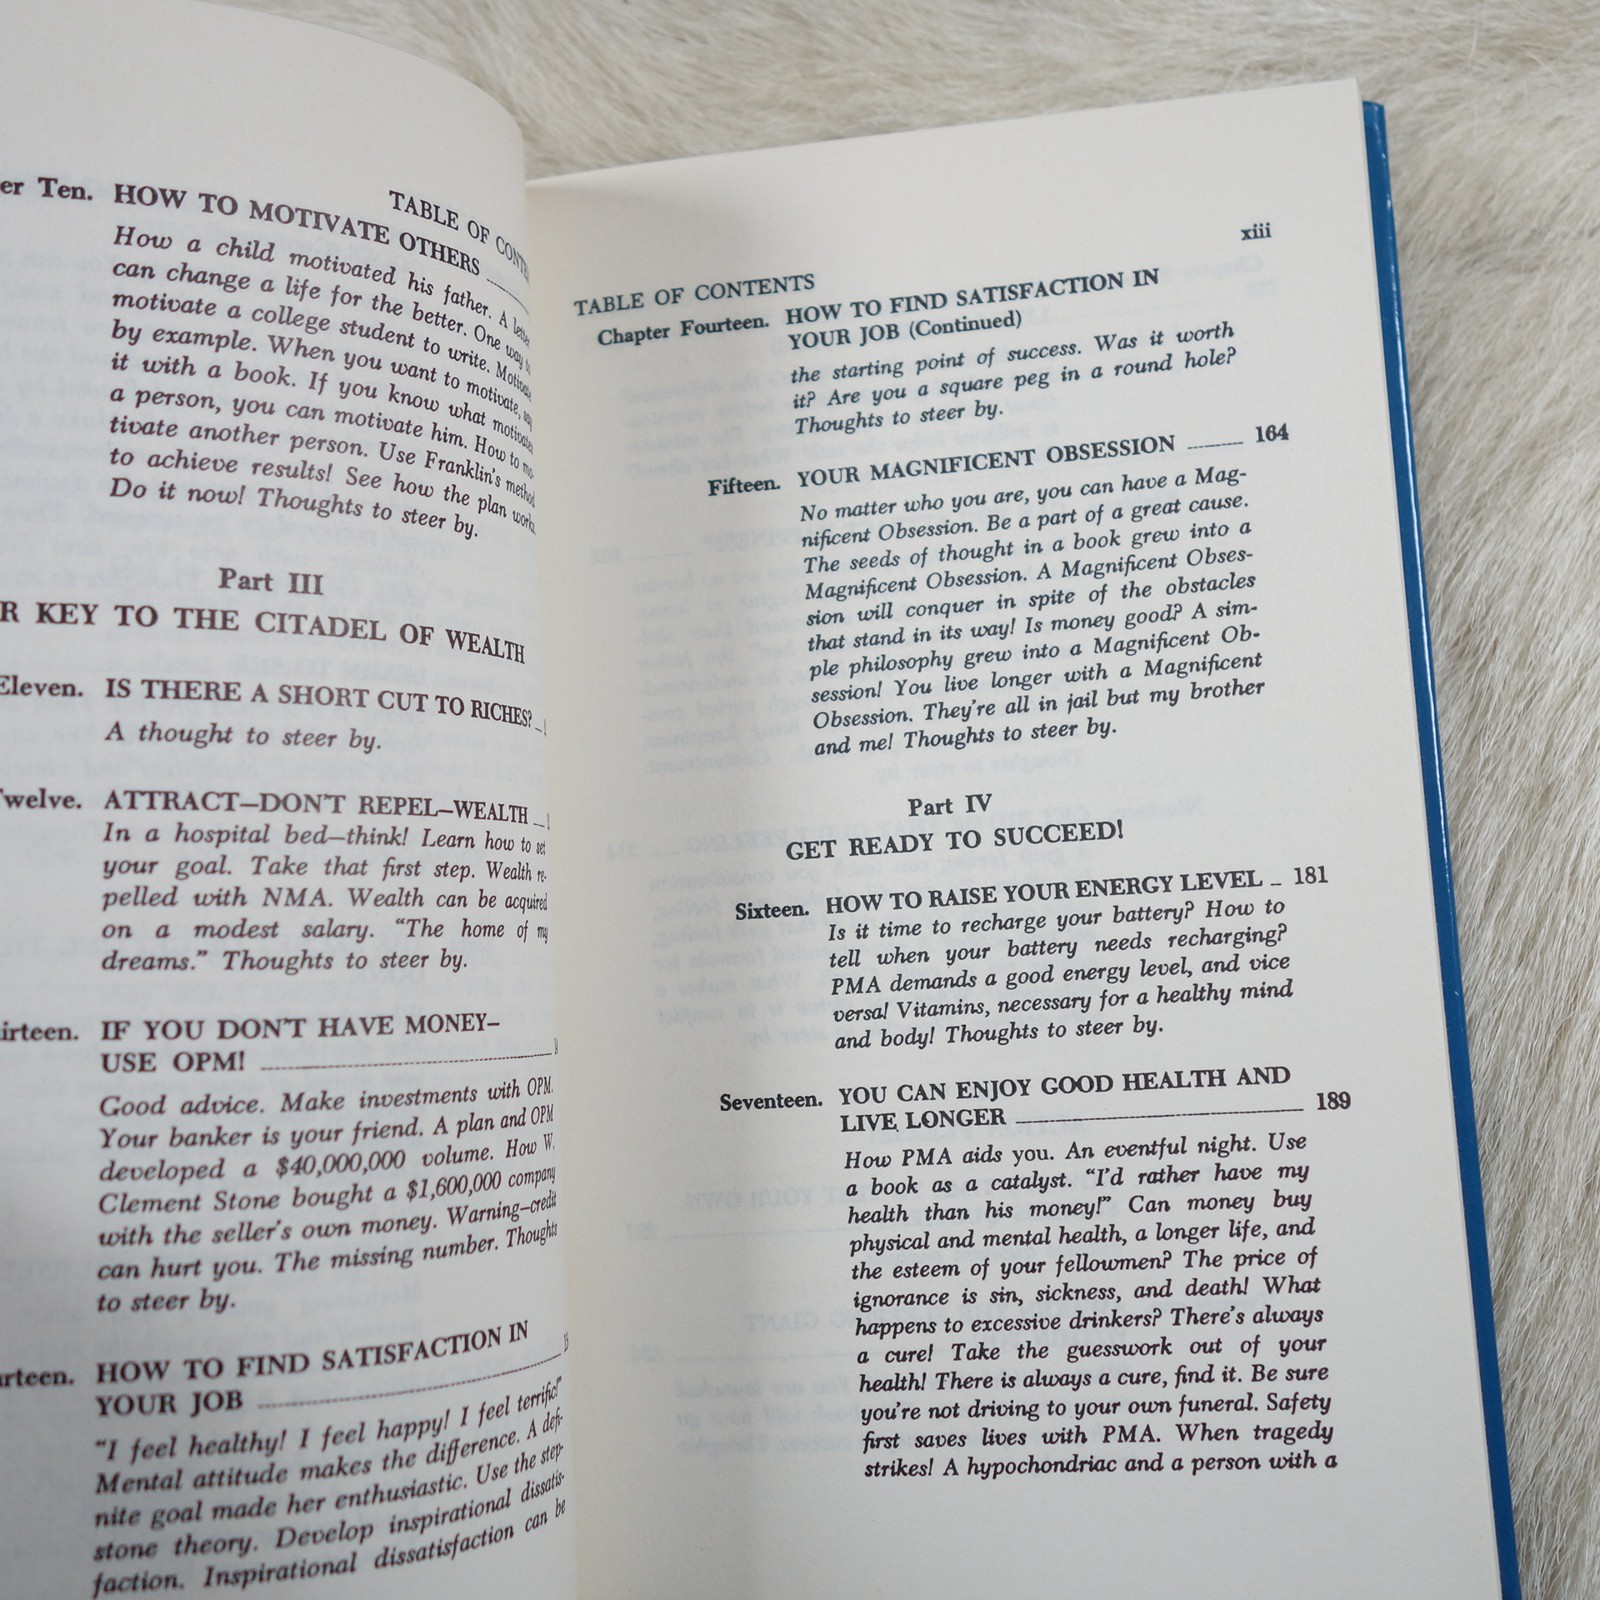 TABLE OF
er Ten. HOW TO MOTIVATE OTHERS
How a child motivated his father. A letter
can change a life for the better. One way to
motivate a college student to write. Motivate
by example. When you want to motivate,
it with a book. If you know what motivates
a person, you can motivate him. How to mo-
tivate another person. Use Franklin's method
to achieve results! See how the plan works.
Do it now! Thoughts to steer by.
Part III
R KEY TO THE CITADEL OF WEALTH
Eleven. IS THERE A SHORT CUT TO RICHES?
A thought to steer by.
Twelve. ATTRACT—DON'T REPEL—WEALTH
In a hospital bed—think! Learn how to set
your goal. Take that first step. Wealth re-
pelled with NMA. Wealth can be acquired
on a modest salary. “The home of my
dreams.” Thoughts to steer by.
irteen. IF YOU DON'T HAVE MONEY—
USE OPM!
Good advice. Make investments with OPM.
Your banker is your friend. A plan and OPM
developed a $40,000,000 volume. How W.
Clement Stone bought a $1,600,000 company
with the seller's own money. Warning—credit
can hurt you. The missing number. Thoughts
to steer by.
rteen. HOW TO FIND SATISFACTION IN
YOUR JOB
“I feel healthy! I feel happy! I feel terrific!”
Mental attitude makes the difference. A defi-
nite goal made her enthusiastic. Use the step-
stone theory. Develop inspirational dissatis-
faction. Inspirational dissatisfaction can be
xiii
TABLE OF CONTENTS
Chapter Fourteen. HOW TO FIND SATISFACTION IN
YOUR JOB (Continued)
the starting point of success. Was it worth
it? Are you a square peg in a round hole?
Thoughts to steer by.
Fifteen. YOUR MAGNIFICENT OBSESSION 164
No matter who you are, you can have a Mag-
nificent Obsession. Be a part of a great cause.
The seeds of thought in a book grew into a
Magnificent Obsession. A Magnificent Obses-
sion will conquer in spite of the obstacles
that stand in its way! Is money good? A sim-
ple philosophy grew into a Magnificent Ob-
session! You live longer with a Magnificent
Obsession. They're all in jail but my brother
and me! Thoughts to steer by.
Part IV
GET READY TO SUCCEED!
Sixteen. HOW TO RAISE YOUR ENERGY LEVEL 181
Is it time to recharge your battery? How to
tell when your battery needs recharging?
PMA demands a good energy level, and vice
versa! Vitamins, necessary for a healthy mind
and body! Thoughts to steer by.
Seventeen. YOU CAN ENJOY GOOD HEALTH AND
LIVE LONGER 189
How PMA aids you. An eventful night. Use
a book as a catalyst. “I'd rather have my
health than his money!” Can money buy
physical and mental health, a longer life, and
the esteem of your fellowmen? The price of
ignorance is sin, sickness, and death! What
happens to excessive drinkers? There's always
a cure! Take the guesswork out of your
health! There is always a cure, find it. Be sure
you're not driving to your own funeral. Safety
first saves lives with PMA. When tragedy
strikes! A hypochondriac and a person with a